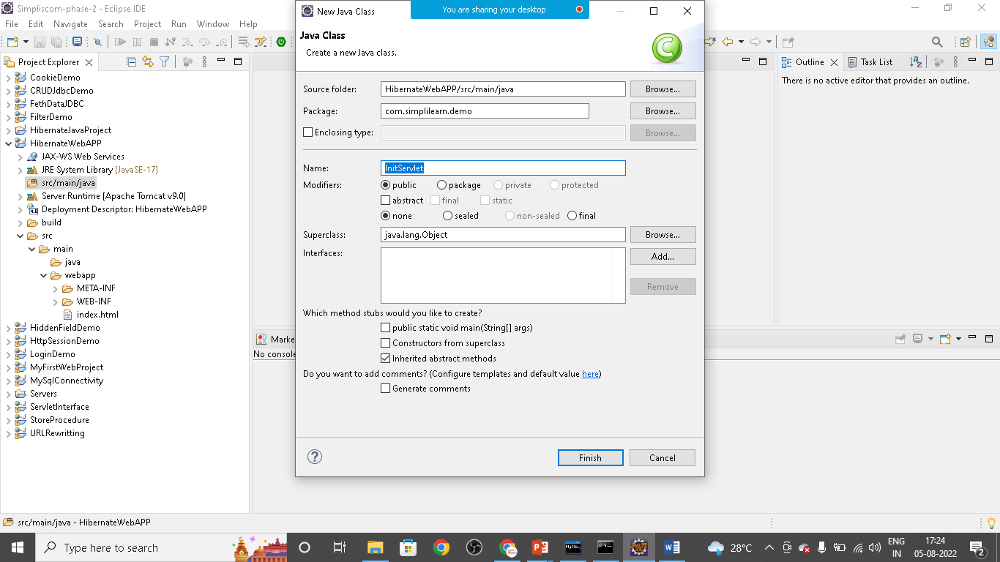 Simpliscom-phase-2 - Eclipse IDE
File Edit Navigate Search Project Run Window Help
Project Explorer
CookieDemo
CRUDJdbcDemo
FethDataJDBC
FilterDemo
HibernateJavaProject
HibernateWebAPP
JAX-WS Web Services
JRE System Library [JavaSE-17]
src/main/java
Server Runtime [Apache Tomcat v9.0]
Deployment Descriptor: HibernateWebAPP
build
src
main
java
webapp
META-INF
WEB-INF
index.html
HiddenFieldDemo
HttpSessionDemo
LoginDemo
MyFirstWebProject
MySqlConnectivity
Servers
ServletInterface
StoreProcedure
URLRewritting
New Java Class
You are sharing your desktop
Java Class
Create a new Java class.
Source folder: HibernateWebAPP/src/main/java Browse...
Package: com.simplilearn.demo Browse...
Enclosing type: Browse...
Name: InitServlet
Modifiers: public package private protected
abstract final static
none sealed non-sealed final
Superclass: java.lang.Object Browse...
Interfaces: Add...
Remove
Which method stubs would you like to create?
public static void main(String[] args)
Constructors from superclass
Inherited abstract methods
Do you want to add comments? (Configure templates and default value here)
Generate comments
Finish Cancel
Outline Task List
There is no active editor that provides an outline.
Marke
No console
src/main/java - HibernateWebAPP
Type here to search
28°C
ENG
IN
17:24
05-08-2022
2